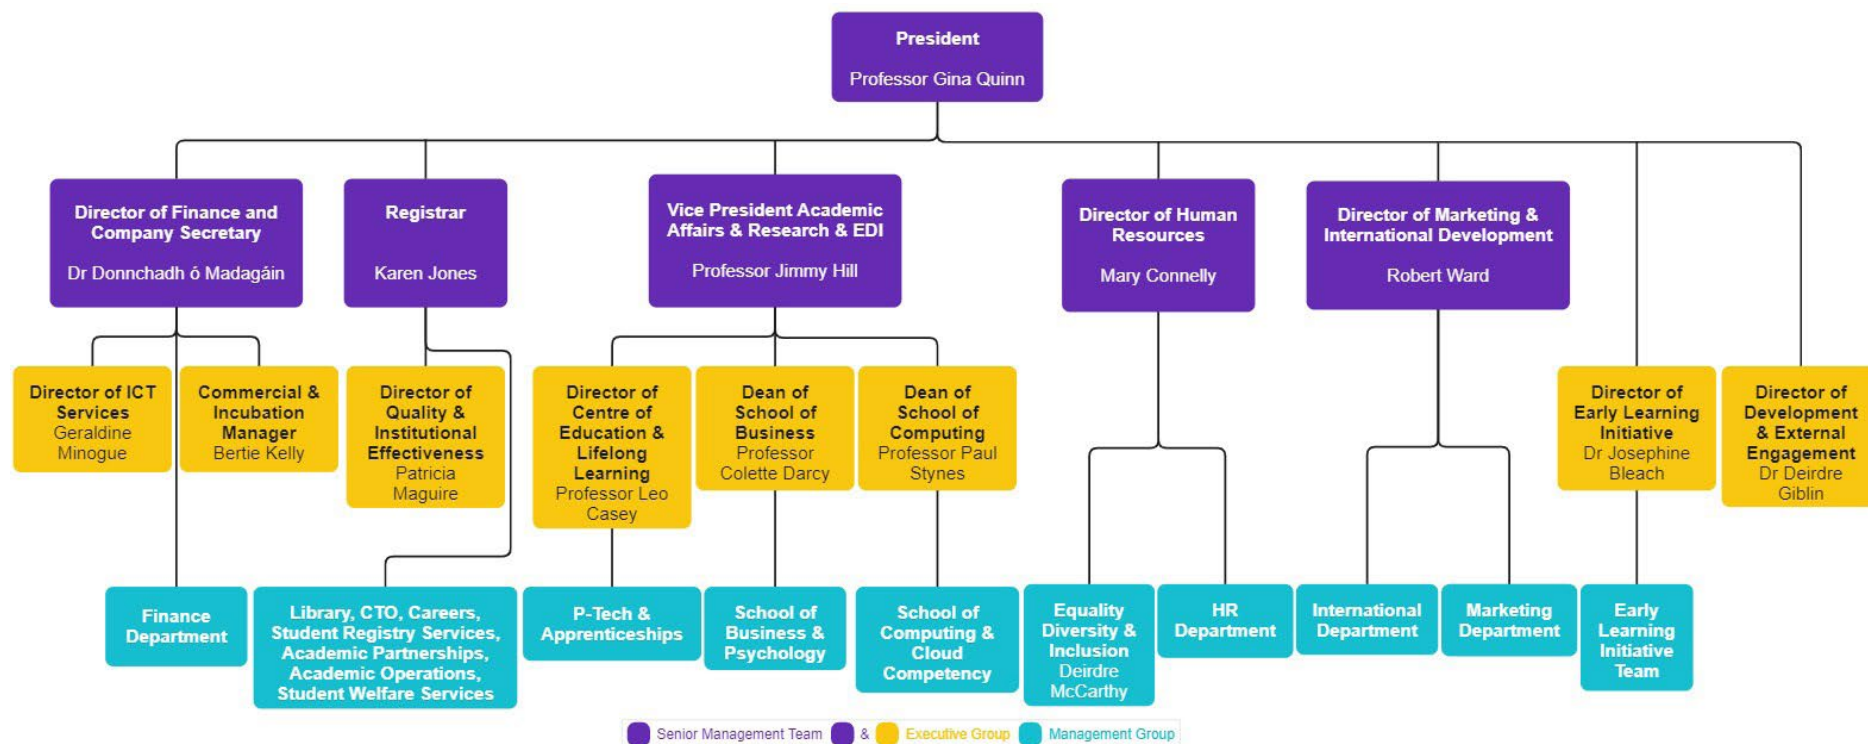 President
Professor Gina Quinn
Director of Finance and
Company Secretary
Dr Donnchadh ó Madagáin
Registrar
Karen Jones
Vice President Academic
Affairs & Research & EDI
Professor Jimmy Hill
Director of Human
Resources
Mary Connelly
Director of Marketing &
International Development
Robert Ward
Director of ICT
Services
Geraldine
Minogue
Commercial &
Incubation
Manager
Bertie Kelly
Director of
Quality &
Institutional
Effectiveness
Patricia
Maguire
Director of
Centre of
Education &
Lifelong
Learning
Professor Leo
Casey
Dean of
School of
Business
Professor
Colette Darcy
Dean of
School of
Computing
Professor Paul
Stynes
Director of
Early Learning
Initiative
Dr Josephine
Bleach
Director of
Development
& External
Engagement
Dr Deirdre
Giblin
Finance
Department
Library, CTO, Careers,
Student Registry Services,
Academic Partnerships,
Academic Operations,
Student Welfare Services
P-Tech &
Apprenticeships
School of
Business &
Psychology
School of
Computing &
Cloud
Competency
Equality
Diversity &
Inclusion
Deirdre
McCarthy
HR
Department
International
Department
Marketing
Department
Early
Learning
Initiative
Team
Senior Management Team & Executive Group Management Group